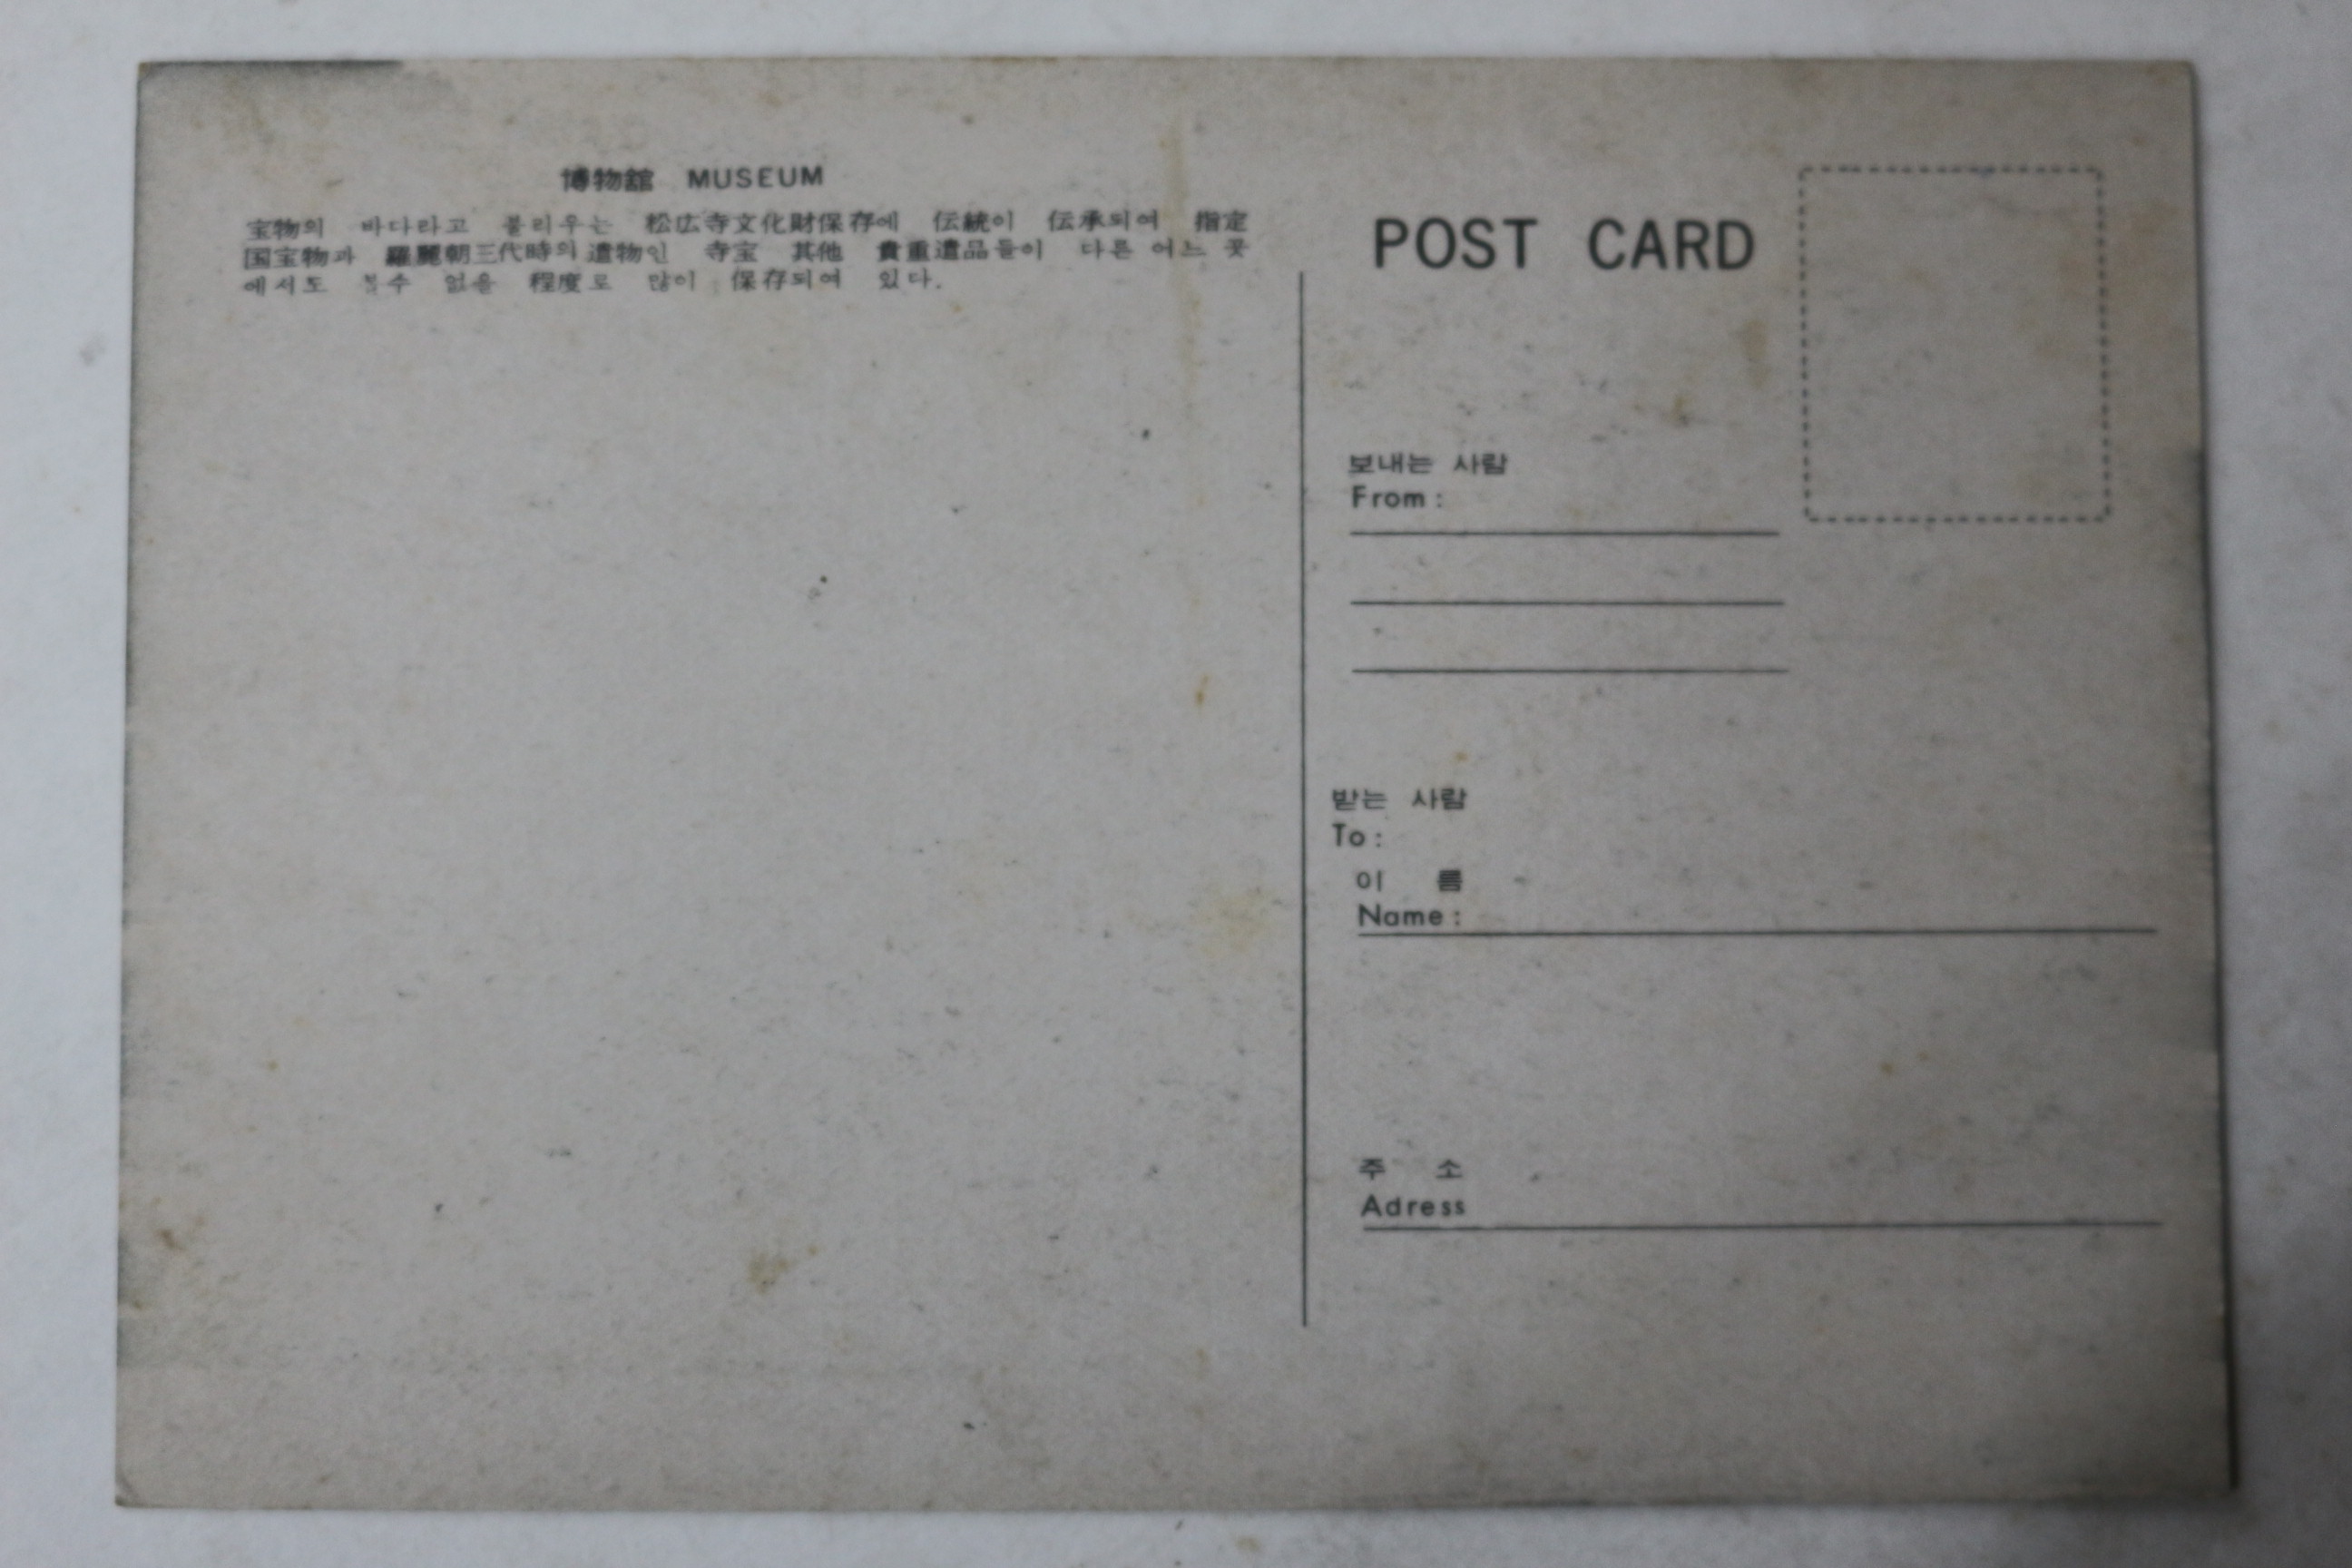 博物館 MUSEUM
宝物의 바다라고 불리우는 松広寺文化財保存에 伝統이 伝承되여 指定
国宝物과 羅麗朝三代時의 遺物인 寺宝 其他 貴重遺品들이 다른 어느 곳
에서도 볼수 없을 程度로 많이 保存되여 있다.
POST CARD
보내는 사람
From :
받는 사람
To :
이 름
Name :
주 소
Adress